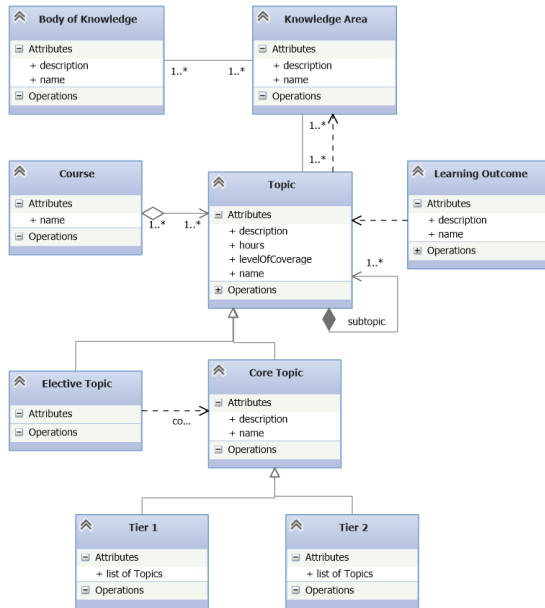 Body of Knowledge
Attributes
+ description
+ name
Operations
1..*
1..*
Knowledge Area
Attributes
+ description
+ name
Operations
1..*
1..*
Course
Attributes
+ name
Operations
1..*
1..*
Topic
Attributes
+ description
+ hours
+ levelOfCoverage
+ name
Operations
Learning Outcome
Attributes
+ description
+ name
Operations
1..*
subtopic
Elective Topic
Attributes
Operations
co...
Core Topic
Attributes
+ description
+ name
Operations
Tier 1
Attributes
+ list of Topics
Operations
Tier 2
Attributes
+ list of Topics
Operations